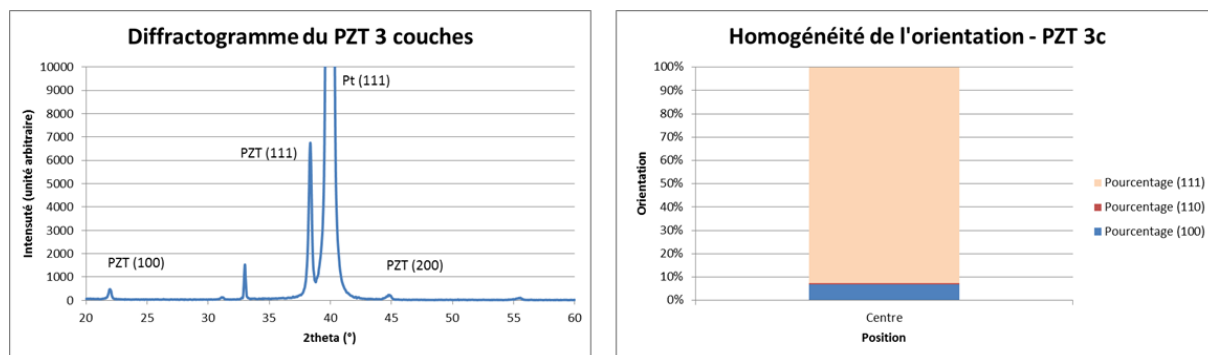 Diffractogramme du PZT 3 couches
Intensuté (unité arbitraire)
10000
9000
8000
7000
6000
5000
4000
3000
2000
1000
0
Pt (111)
PZT (111)
PZT (100)
PZT (200)
20
25
30
35
40
45
50
55
60
2theta (°)
Homogénéité de l'orientation - PZT 3c
Orientation
100%
90%
80%
70%
60%
50%
40%
30%
20%
10%
0%
Centre
Position
Pourcentage (111)
Pourcentage (110)
Pourcentage (100)